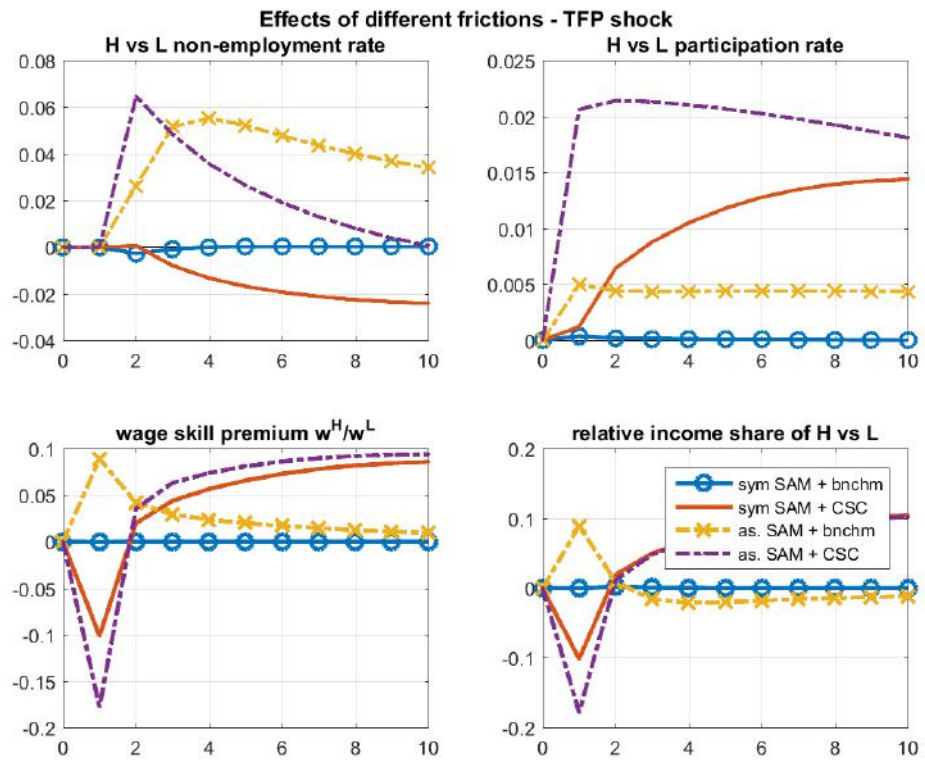 Effects of different frictions - TFP shock
H vs L non-employment rate
0.08
0.06
0.04
0.02
0
-0.02
-0.04
0 2 4 6 8 10
H vs L participation rate
0.025
0.02
0.015
0.01
0.005
0
0 2 4 6 8 10
wage skill premium w^H/w^L
0.1
0.05
0
-0.05
-0.1
-0.15
-0.2
0 2 4 6 8 10
relative income share of H vs L
0.2
0.1
0
-0.1
-0.2
0 2 4 6 8 10
sym SAM + bnchm
sym SAM + CSC
as. SAM + bnchm
as. SAM + CSC